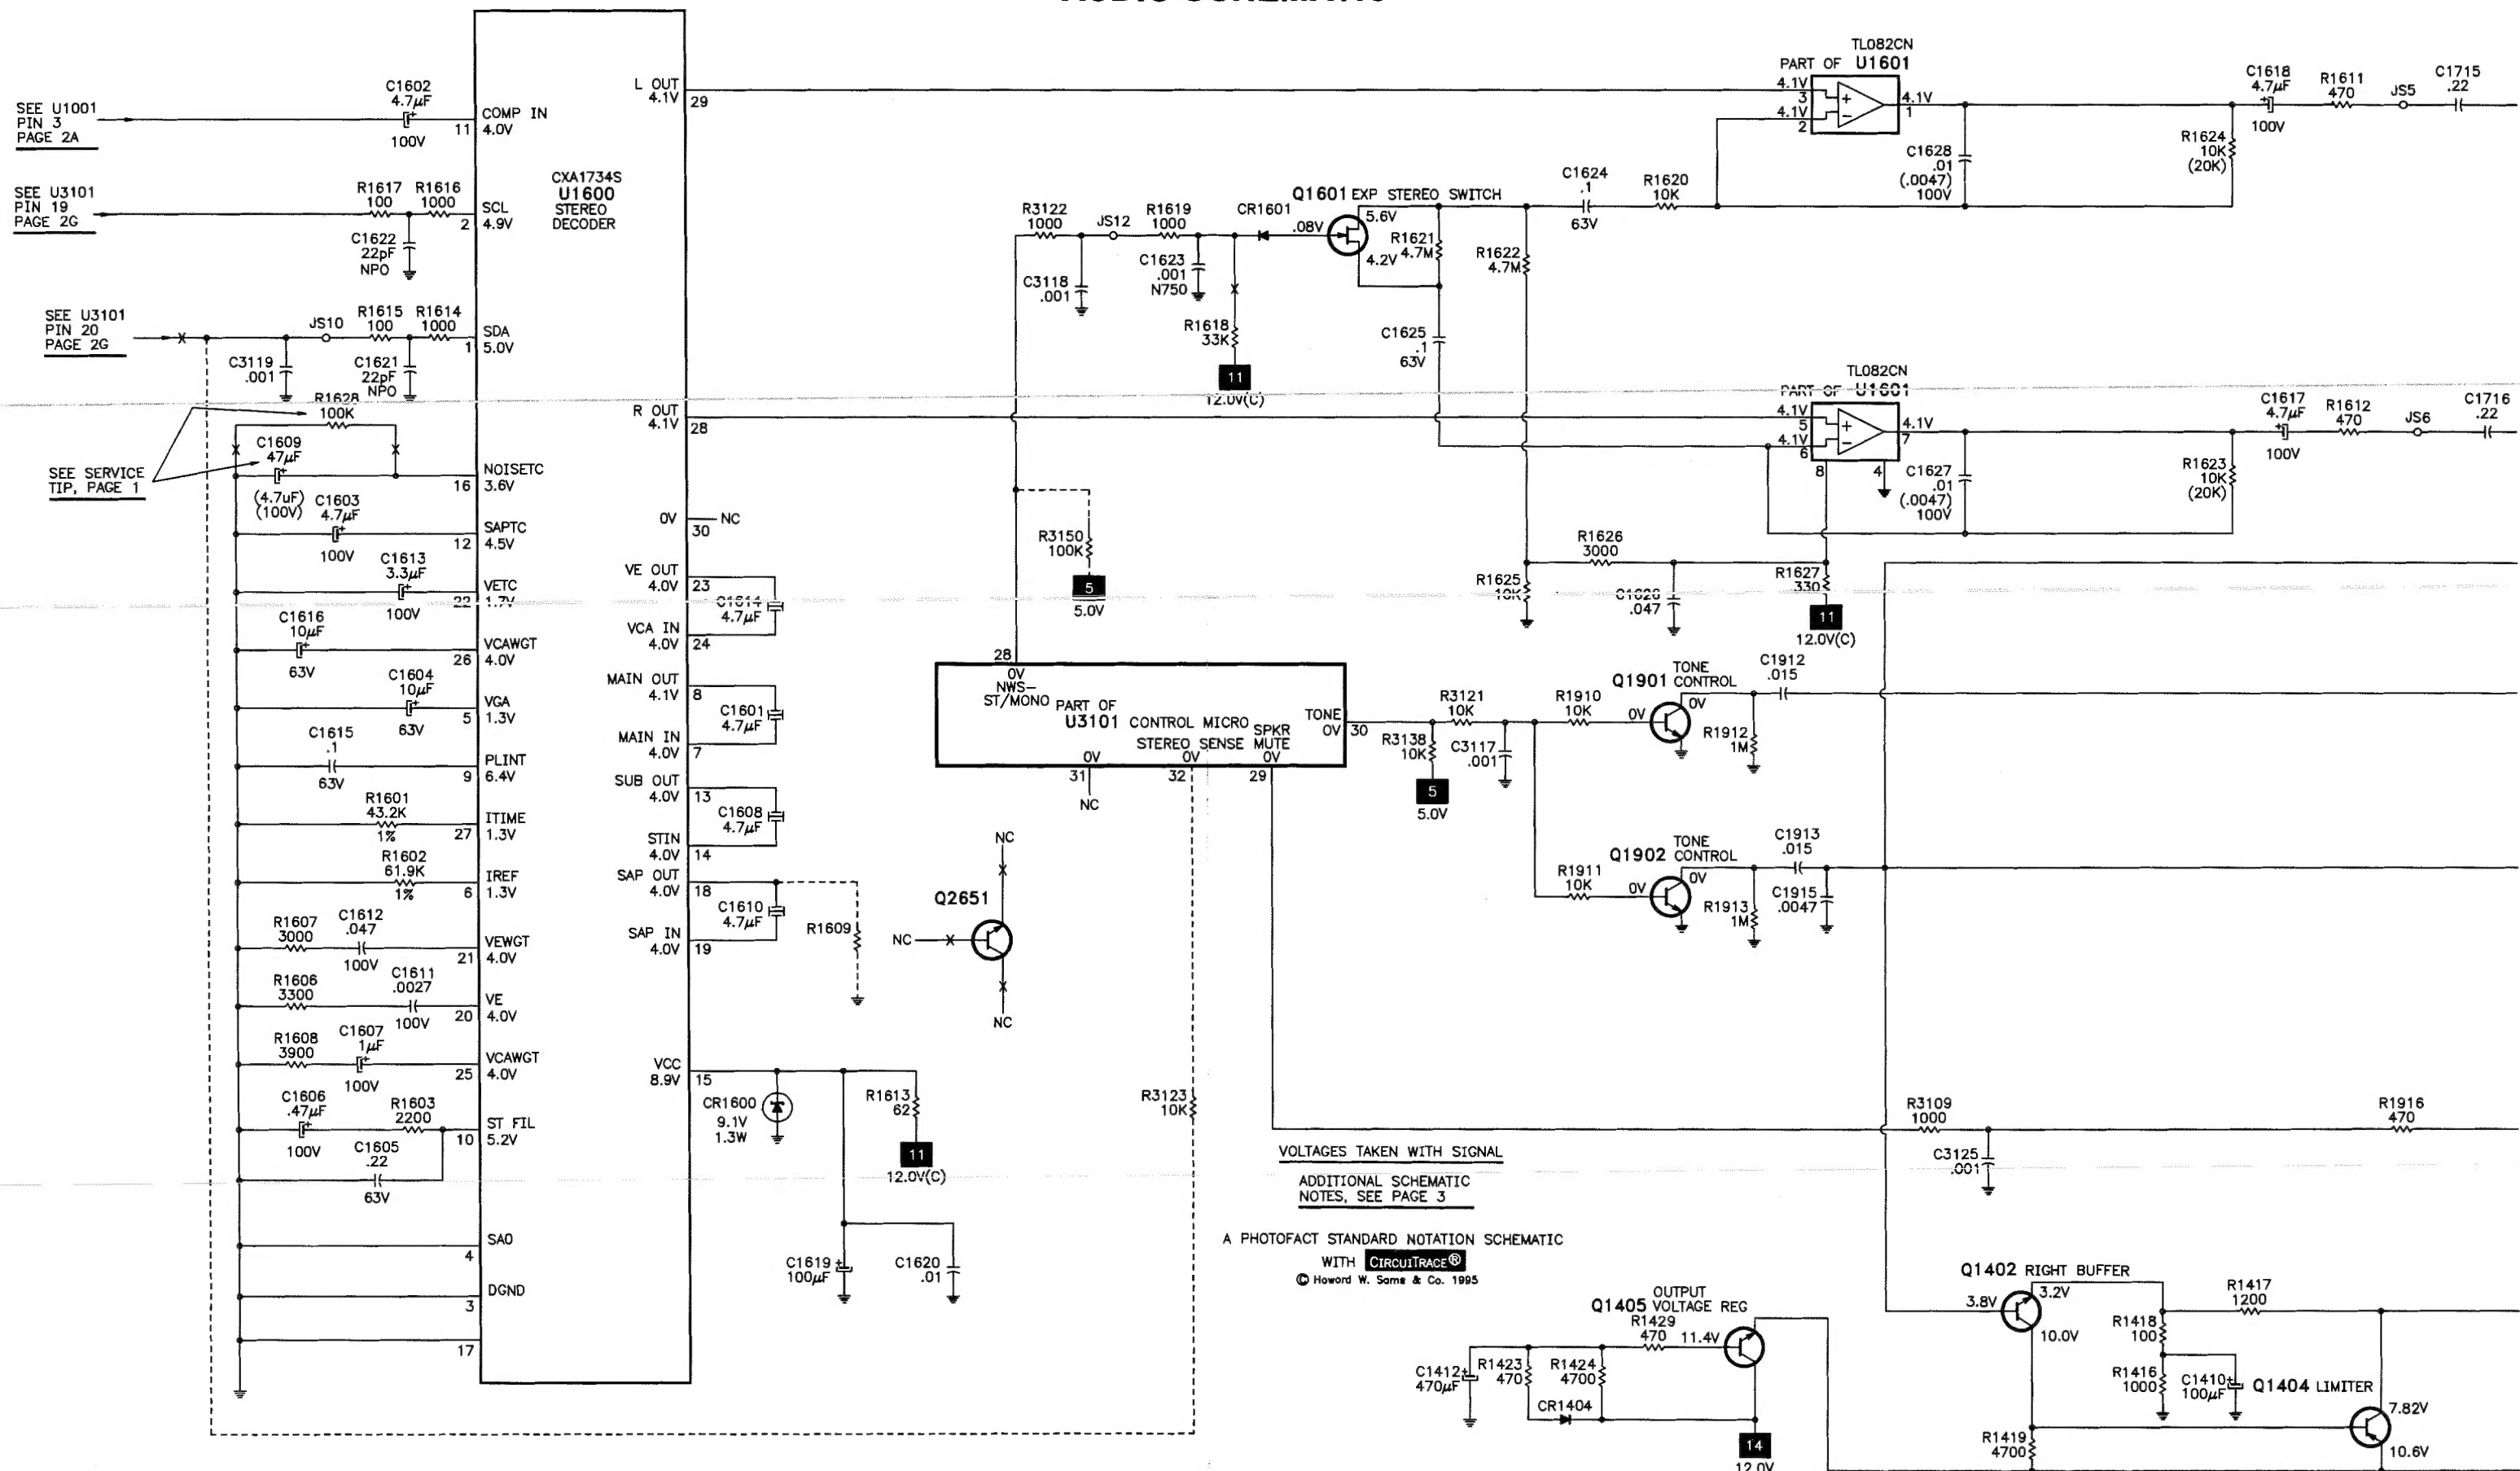 SEE U1001
PIN 3
PAGE 2A
C1602
4.7µF
100V
COMP IN
11 4.0V
SEE U3101
PIN 19
PAGE 2G
R1617
100
R1616
1000
SCL
2 4.9V
C1622
22pF
NPO
SEE U3101
PIN 20
PAGE 2G
JS10
R1615
100
R1614
1000
SDA
1 5.0V
C3119
.001
C1621
22pF
NPO
R1628
100K
SEE SERVICE
TIP, PAGE 1
C1609
47µF
(4.7uF)
(100V)
NOISETC
16 3.6V
C1603
4.7µF
100V
SAPTC
12 4.5V
C1613
3.3µF
100V
VETC
22 1.7V
C1616
10µF
63V
VCAWGT
26 4.0V
C1604
10µF
63V
VGA
5 1.3V
C1615
.1
63V
PLINT
9 6.4V
R1601
43.2K
1%
ITIME
27 1.3V
R1602
61.9K
1%
IREF
6 1.3V
R1607
3000
C1612
.047
100V
VEWGT
21 4.0V
R1606
3300
C1611
.0027
100V
VE
20 4.0V
R1608
3900
C1607
1µF
100V
VCAWGT
25 4.0V
C1606
.47µF
100V
R1603
2200
ST FIL
10 5.2V
C1605
.22
63V
SAO
4
DGND
3
17
CXA1734S
U1600
STEREO
DECODER
L OUT
4.1V 29
R OUT
4.1V 28
0V 30 NC
VE OUT
4.0V 23
C1614
4.7µF
VCA IN
4.0V 24
MAIN OUT
4.1V 8
C1601
4.7µF
MAIN IN
4.0V 7
SUB OUT
4.0V 13
C1608
4.7µF
STIN
4.0V 14
SAP OUT
4.0V 18
C1610
4.7µF
R1609
SAP IN
4.0V 19
VCC
8.9V 15
CR1600
9.1V
1.3W
R1613
62
11
12.0V(C)
C1619
100µF
C1620
.01
Q2651
NC
NC
NC
R3122
1000
JS12
R1619
1000
CR1601
C3118
.001
C1623
.001
N750
R1618
33K
11
12.0V(C)
Q1601 EXP STEREO SWITCH
.08V
5.6V
4.2V
R1621
4.7M
R1622
4.7M
C1624
.1
63V
R1620
10K
C1625
.1
63V
TL082CN
PART OF U1601
4.1V
3
4.1V
2
4.1V
1
C1628
.01
(.0047)
100V
R1624
10K
(20K)
C1618
4.7µF
100V
R1611
470
JS5
C1715
.22
TL082CN
PART OF U1601
4.1V
5
4.1V
6
4.1V
7
8
4
C1627
.01
(.0047)
100V
R1623
10K
(20K)
C1617
4.7µF
100V
R1612
470
JS6
C1716
.22
R3150
100K
5
5.0V
R1626
3000
R1625
10K
C1626
.047
R1627
330
11
12.0V(C)
28
0V
NWS-
ST/MONO
PART OF
U3101 CONTROL MICRO
STEREO SENSE
SPKR
MUTE
TONE
0V 30
0V
31
NC
0V
32
0V
29
R3138
10K
5
5.0V
R3121
10K
C3117
.001
R1910
10K
Q1901 TONE
CONTROL
0V
0V
C1912
.015
R1912
1M
R1911
10K
Q1902 TONE
CONTROL
0V
0V
C1913
.015
R1913
1M
C1915
.0047
R3123
10K
R3109
1000
C3125
.001
R1916
470
VOLTAGES TAKEN WITH SIGNAL
ADDITIONAL SCHEMATIC
NOTES, SEE PAGE 3
A PHOTOFACT STANDARD NOTATION SCHEMATIC
WITH CIRCUITRACE®
© Howard W. Sams & Co. 1995
OUTPUT
Q1405 VOLTAGE REG
R1429
470
11.4V
C1412
470µF
R1423
470
R1424
4700
CR1404
14
12.0V
Q1402 RIGHT BUFFER
3.8V
3.2V
10.0V
R1418
100
R1417
1200
R1416
1000
C1410
100µF
Q1404 LIMITER
7.82V
10.6V
R1419
4700